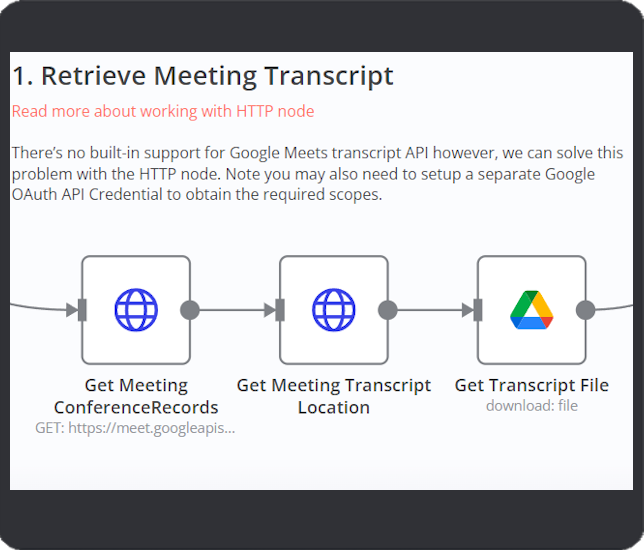 1. Retrieve Meeting Transcript
Read more about working with HTTP node
There’s no built-in support for Google Meets transcript API however, we can solve this
problem with the HTTP node. Note you may also need to setup a separate Google
OAuth API Credential to obtain the required scopes.
Get Meeting
ConferenceRecords
GET: https://meet.googleapis...
Get Meeting Transcript
Location
Get Transcript File
download: file